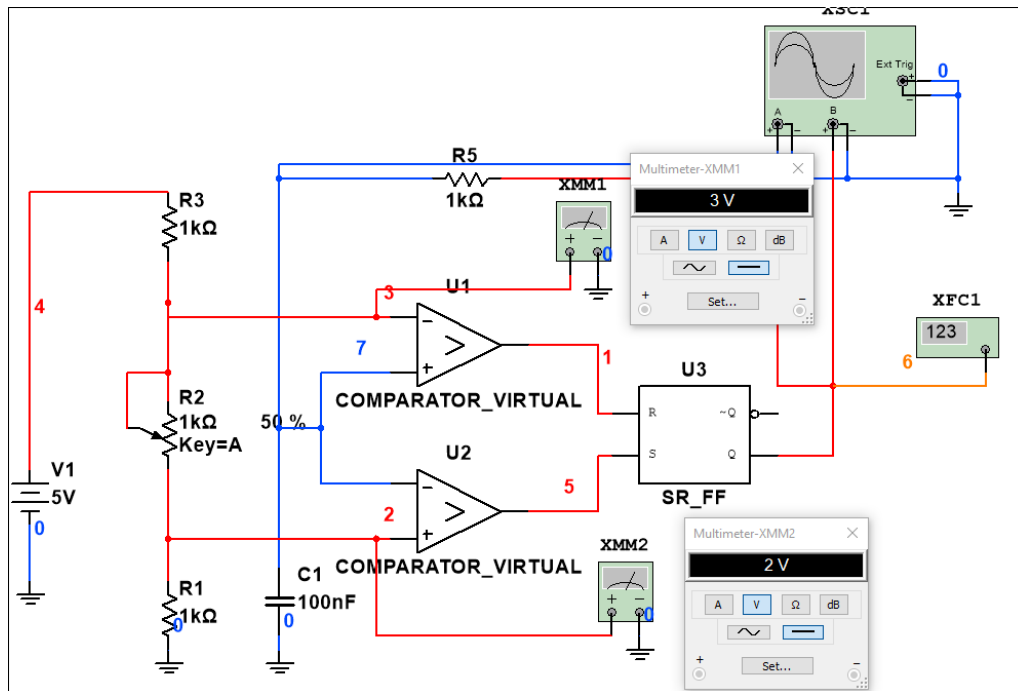 XSC1
Ext Trig
+
−
0
A
B
+
−
+
−
R5
1kΩ
XMM1
+
−
0
Multimeter-XMM1
3 V
A
V
Ω
dB
Set...
+
−
R3
1kΩ
4
3
U1
7
1
COMPARATOR_VIRTUAL
XFC1
123
6
U3
R
~Q
S
Q
SR_FF
R2
1kΩ
Key=A
50 %
U2
5
2
COMPARATOR_VIRTUAL
V1
5V
0
R1
1kΩ
0
C1
100nF
0
XMM2
+
−
0
Multimeter-XMM2
2 V
A
V
Ω
dB
Set...
+
−